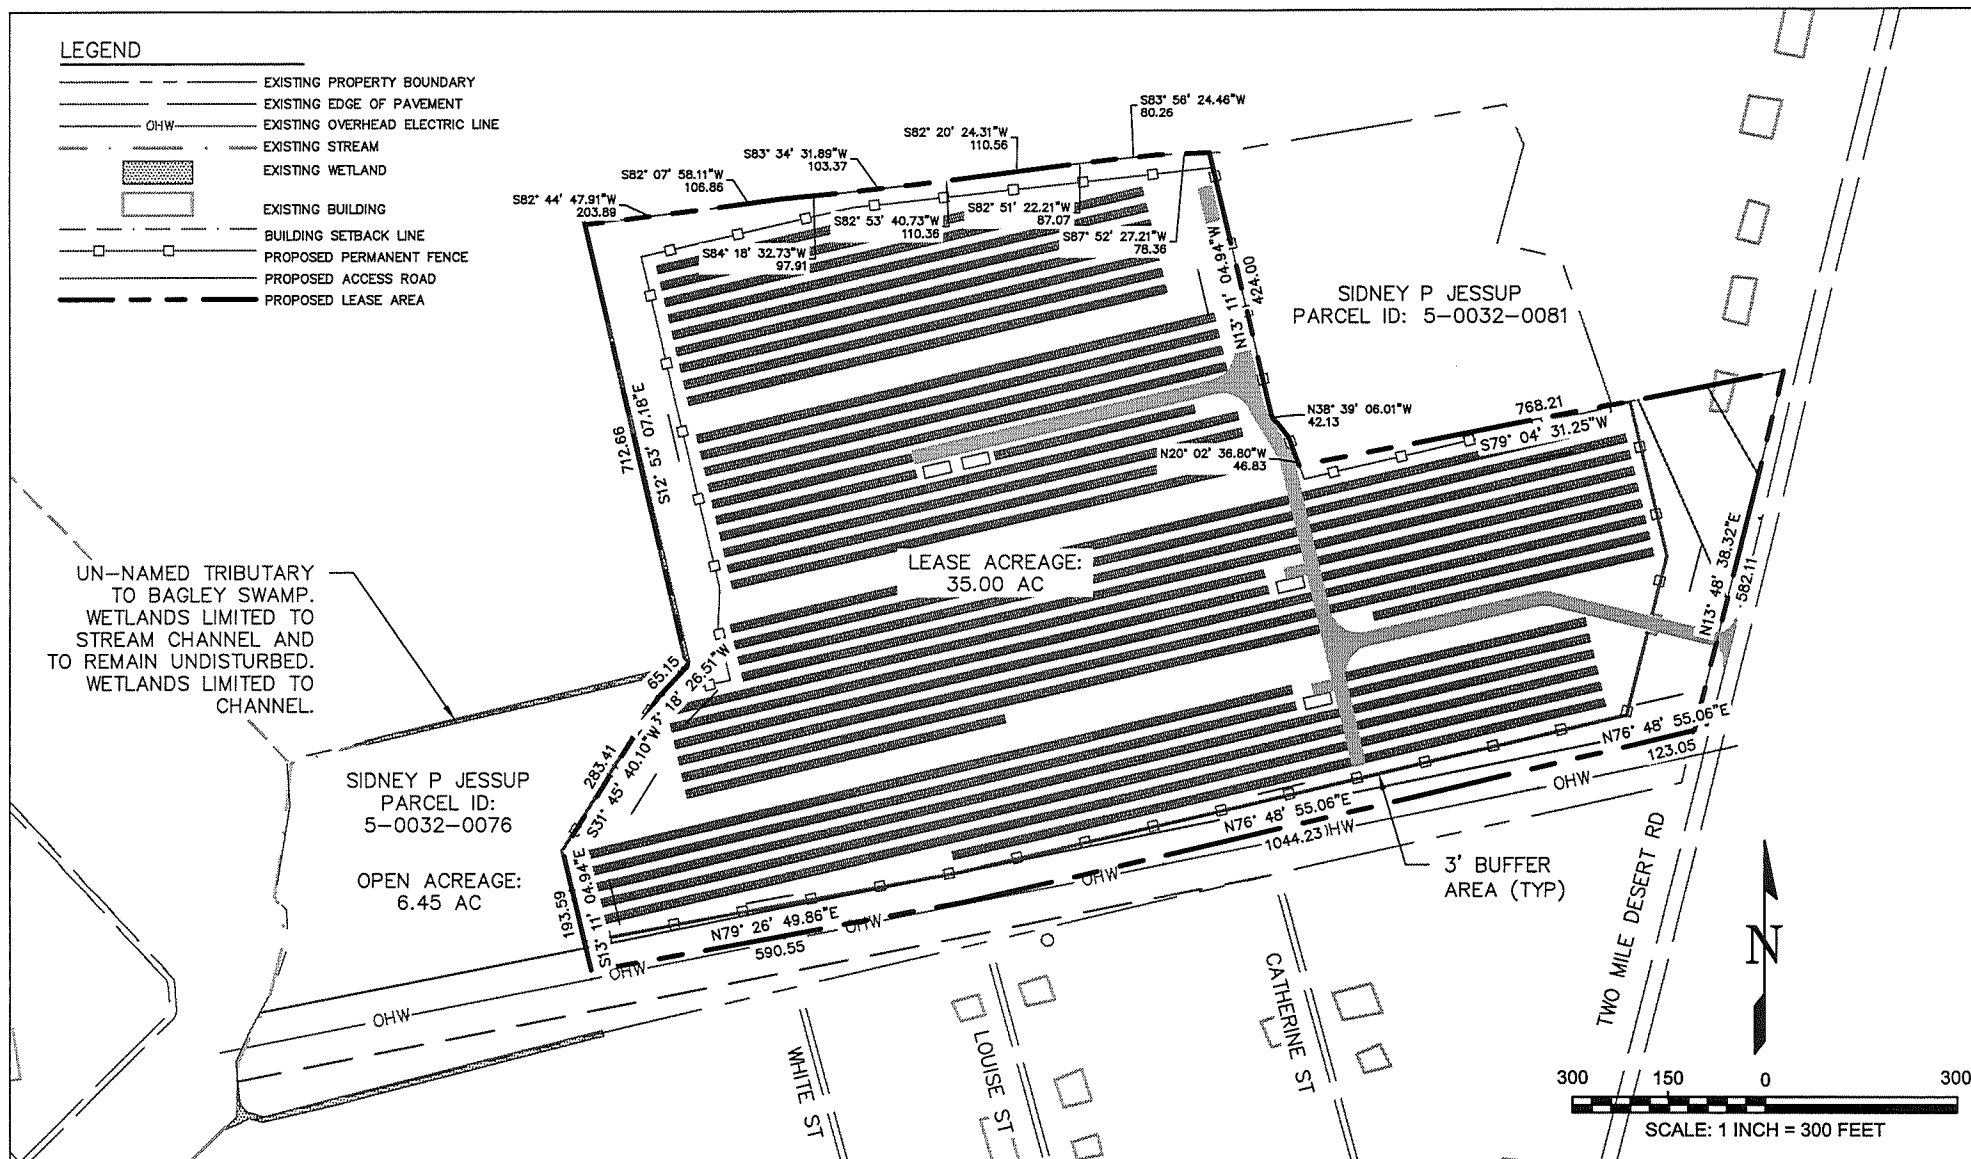 LEGEND
EXISTING PROPERTY BOUNDARY
EXISTING EDGE OF PAVEMENT
OHW
EXISTING OVERHEAD ELECTRIC LINE
EXISTING STREAM
EXISTING WETLAND
EXISTING BUILDING
BUILDING SETBACK LINE
PROPOSED PERMANENT FENCE
PROPOSED ACCESS ROAD
PROPOSED LEASE AREA
S82° 44' 47.91"W
203.89
S82° 07' 58.11"W
106.86
S83° 34' 31.89"W
103.37
S82° 20' 24.31"W
110.56
S83° 56' 24.46"W
80.26
S84° 18' 32.73"W
97.91
S82° 53' 40.73"W
110.36
S82° 51' 22.21"W
87.07
S87° 52' 27.21"W
78.36
N13° 11' 04.94"W
424.00
SIDNEY P JESSUP
PARCEL ID: 5-0032-0081
N38° 39' 06.01"W
42.13
N20° 02' 36.80"W
46.83
768.21
S79° 04' 31.25"W
712.66
S12° 53' 07.18"E
LEASE ACREAGE:
35.00 AC
N13° 48' 38.32"E
582.11
UN-NAMED TRIBUTARY
TO BAGLEY SWAMP.
WETLANDS LIMITED TO
STREAM CHANNEL AND
TO REMAIN UNDISTURBED.
WETLANDS LIMITED TO
CHANNEL.
65.15
3° 18' 26.51"W
283.41
S31° 45' 40.10"W
SIDNEY P JESSUP
PARCEL ID:
5-0032-0076
OPEN ACREAGE:
6.45 AC
193.59
S13° 11' 04.94"E
N79° 26' 49.86"E
590.55
N76° 48' 55.06"E
1044.23
HW
N76° 48' 55.06"E
123.05
OHW
OHW
OHW
OHW
OHW
3' BUFFER
AREA (TYP)
TWO MILE DESERT RD
WHITE ST
LOUISE ST
CATHERINE ST
N
300 150 0 300
SCALE: 1 INCH = 300 FEET